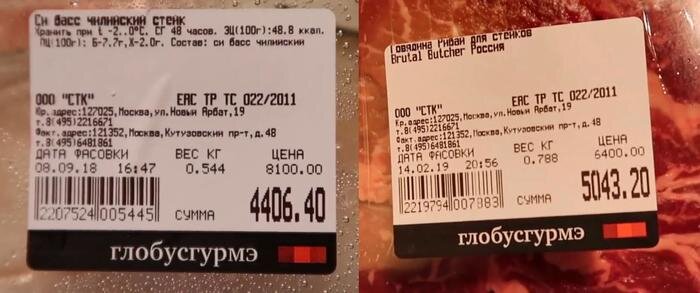 Си басс чилийский стейк
Хранить при t -2..0°C. СГ 48 часов. ЭЦ(100г):48.8 ккал.
ПЦ(100г): Б-7.7г,Ж-2.0г. Состав: си басс чилийский
ООО "СТК" EAC ТР ТС 022/2011
Юр.адрес:127025,Москва,ул.Новый Арбат,19
т.8(495)2216671
Факт.адрес:121352,Москва,Кутузовский пр-т,д.48
т.8(495)6481861
ДАТА ФАСОВКИ ВЕС КГ ЦЕНА
08.09.18 16:47 0.544 8100.00
2207524 005445 СУММА 4406.40
глобусгурмэ
Говядина Рибай для стейков
Brutal Butcher Россия
ООО "СТК" EAC ТР ТС 022/2011
Юр.адрес:127025,Москва,ул.Новый Арбат,19
т.8(495)2216671
Факт.адрес:121352,Москва,Кутузовский пр-т,д.48
т.8(495)6481861
ДАТА ФАСОВКИ ВЕС КГ ЦЕНА
14.02.19 20:56 0.788 6400.00
2219794 007883 СУММА 5043.20
глобусгурмэ